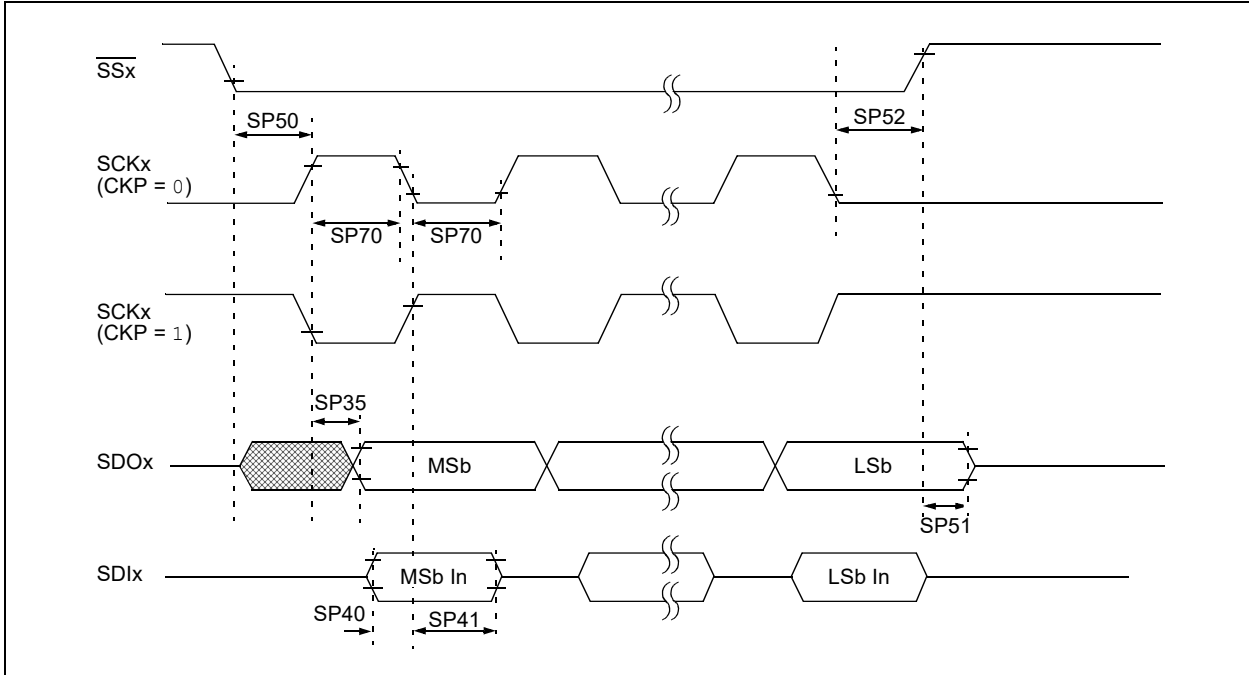 SSx
SP50
SP52
SCKx
(CKP = 0)
SP70
SP70
SCKx
(CKP = 1)
SP35
SDOx
MSb
LSb
SP51
SDIx
MSb In
LSb In
SP40
SP41